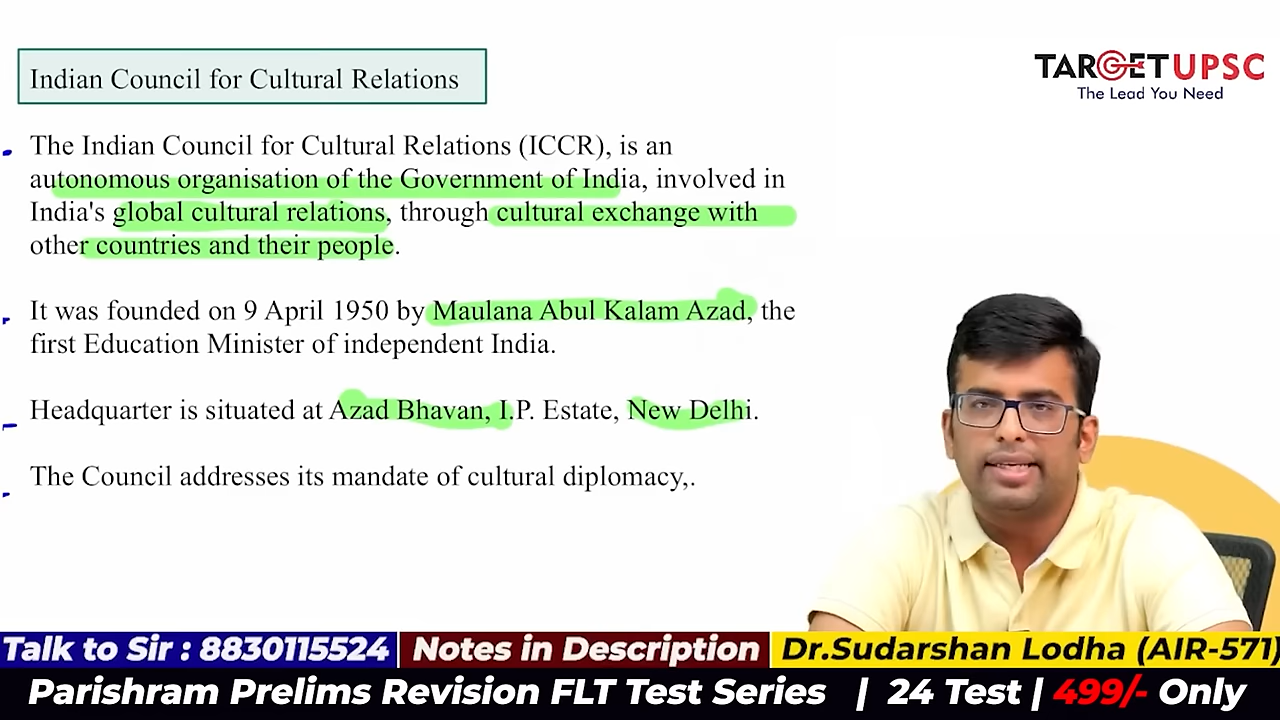 Indian Council for Cultural Relations
TARGET UPSC
The Lead You Need
The Indian Council for Cultural Relations (ICCR), is an
autonomous organisation of the Government of India, involved in
India's global cultural relations, through cultural exchange with
other countries and their people.
It was founded on 9 April 1950 by Maulana Abul Kalam Azad, the
first Education Minister of independent India.
Headquarter is situated at Azad Bhavan, I.P. Estate, New Delhi.
The Council addresses its mandate of cultural diplomacy,.
Talk to Sir : 8830115524 Notes in Description Dr.Sudarshan Lodha (AIR-571)
Parishram Prelims Revision FLT Test Series | 24 Test | 499/- Only